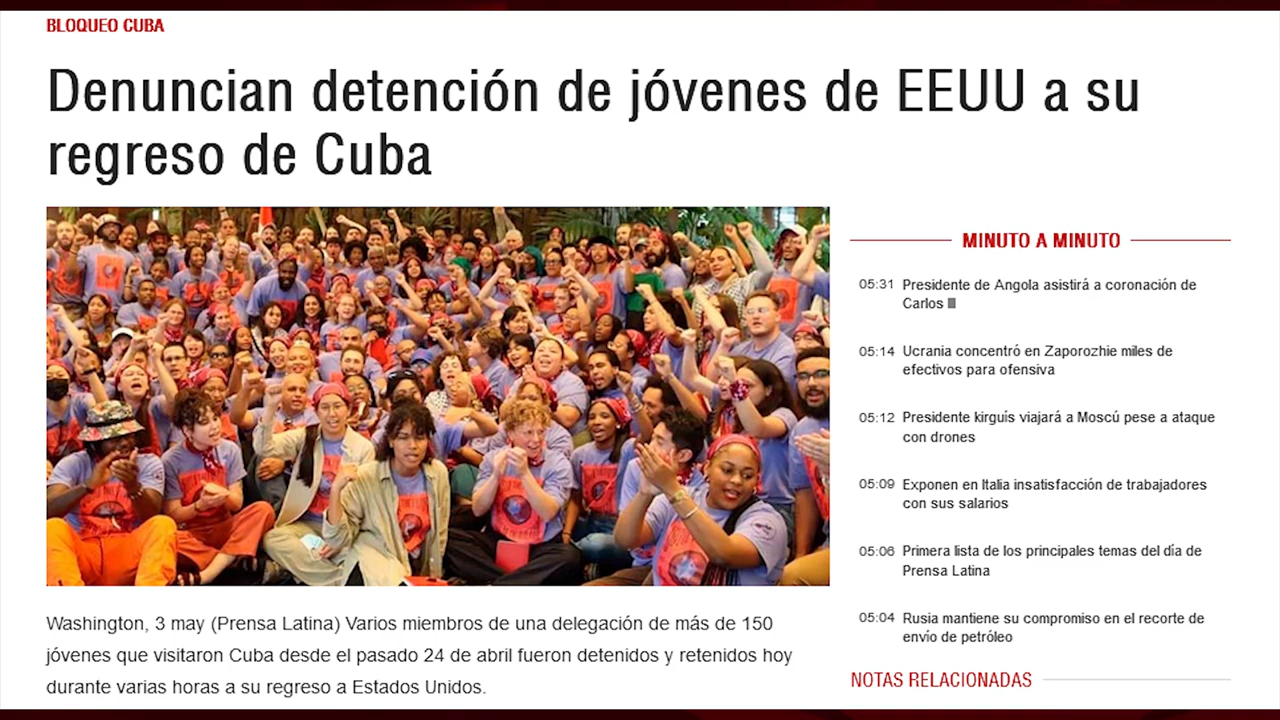 BLOQUEO CUBA
Denuncian detención de jóvenes de EEUU a su
regreso de Cuba
Washington, 3 may (Prensa Latina) Varios miembros de una delegación de más de 150
jóvenes que visitaron Cuba desde el pasado 24 de abril fueron detenidos y retenidos hoy
durante varias horas a su regreso a Estados Unidos.
MINUTO A MINUTO
05:31 Presidente de Angola asistirá a coronación de
Carlos
05:14 Ucrania concentró en Zaporozhie miles de
efectivos para ofensiva
05:12 Presidente kirguís viajará a Moscú pese a ataque
con drones
05:09 Exponen en Italia insatisfacción de trabajadores
con sus salarios
05:06 Primera lista de los principales temas del día de
Prensa Latina
05:04 Rusia mantiene su compromiso en el recorte de
envío de petróleo
NOTAS RELACIONADAS